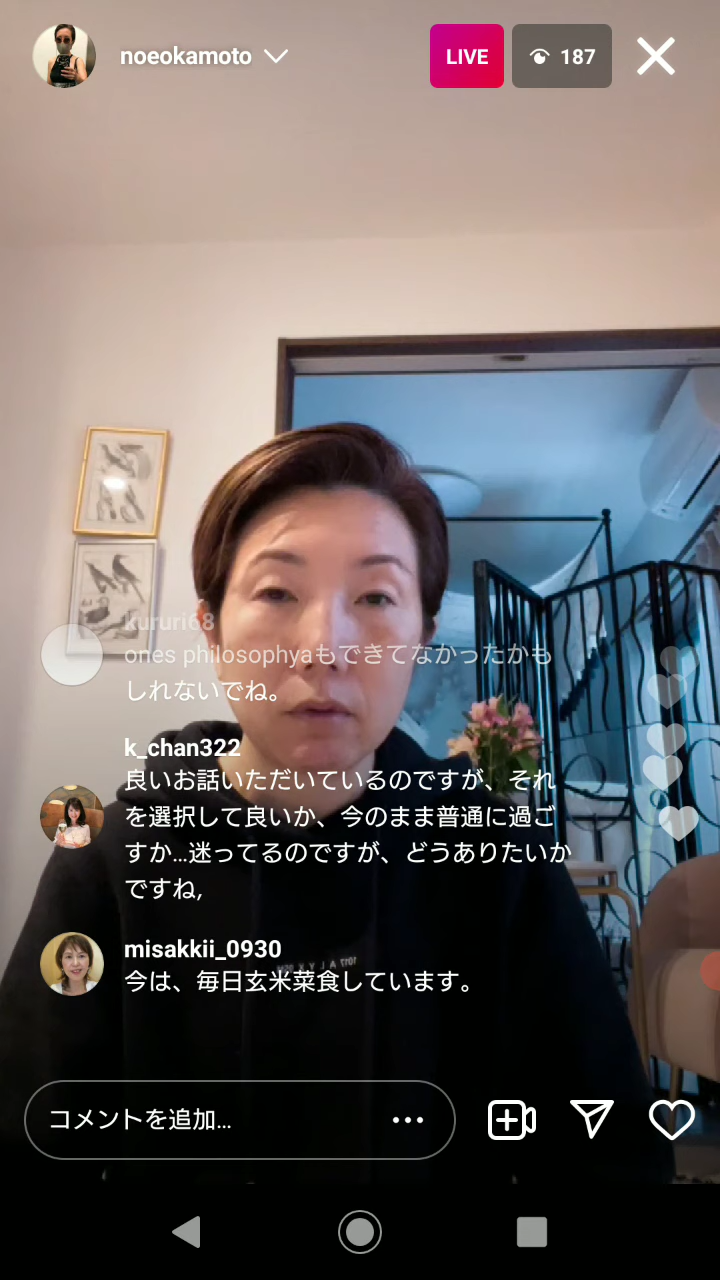 noeokamoto
LIVE
187
kururi68
ones philosophyaもできてなかったかも
しれないでね。
k_chan322
良いお話いただいているのですが、それ
を選択して良いか、今のまま普通に過ご
すか…迷ってるのですが、どうありたいか
ですね,
misakkii_0930
今は、毎日玄米菜食しています。
コメントを追加...